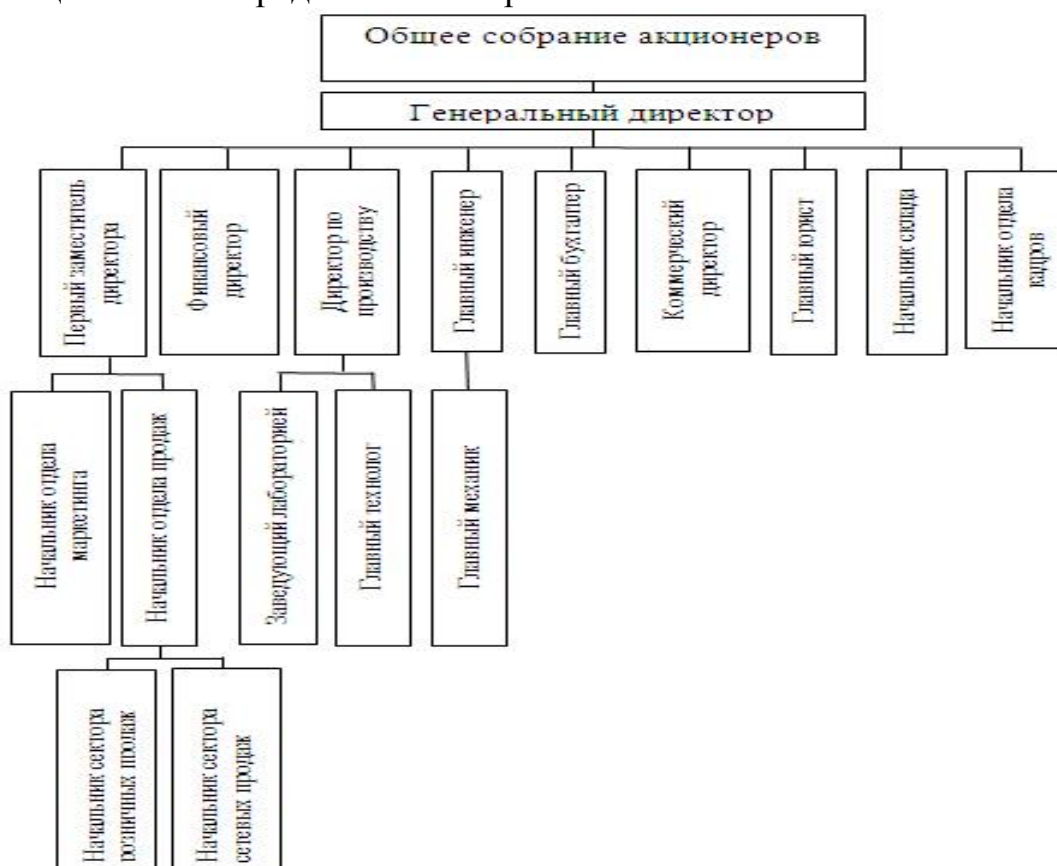 Общее собрание акционеров
Генеральный директор
Первый заместитель
директора
Финансовый
директор
Директор по
производству
Главный инженер
Главный бухгалтер
Коммерческий
директор
Главный юрист
Начальник склада
Начальник отдела
кадров
Начальник отдела
маркетинга
Начальник отдела продаж
Заведующий лабораторией
Главный технолог
Главный механик
Начальник сектора
розничных продаж
Начальник сектора
сетевых продаж